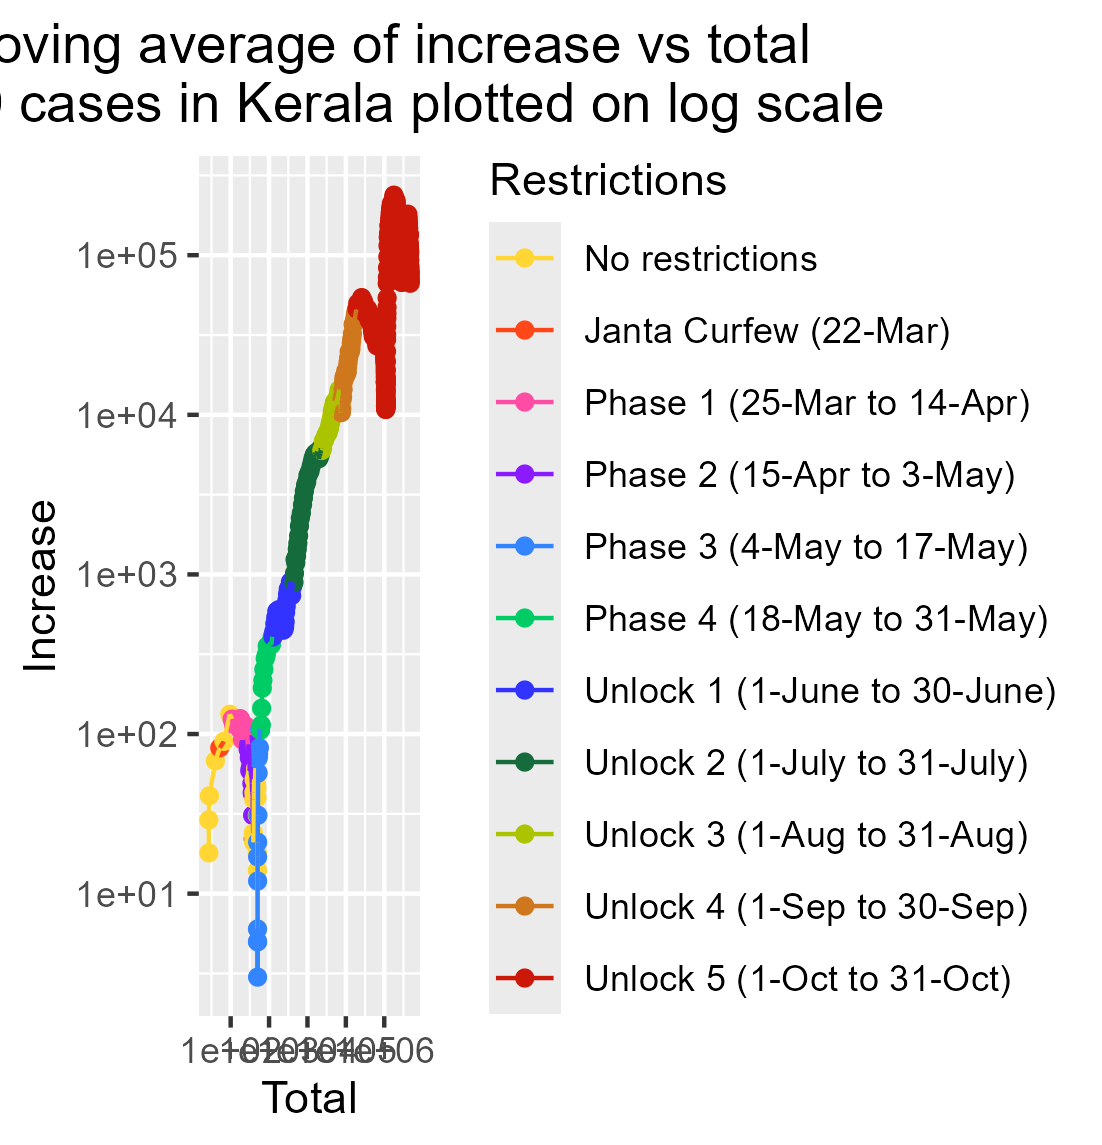 oving average of increase vs total
cases in Kerala plotted on log scale
Restrictions
No restrictions
Janta Curfew (22-Mar)
Phase 1 (25-Mar to 14-Apr)
Phase 2 (15-Apr to 3-May)
Phase 3 (4-May to 17-May)
Phase 4 (18-May to 31-May)
Unlock 1 (1-June to 30-June)
Unlock 2 (1-July to 31-July)
Unlock 3 (1-Aug to 31-Aug)
Unlock 4 (1-Sep to 30-Sep)
Unlock 5 (1-Oct to 31-Oct)
Increase
1e+05
1e+04
1e+03
1e+02
1e+01
Total